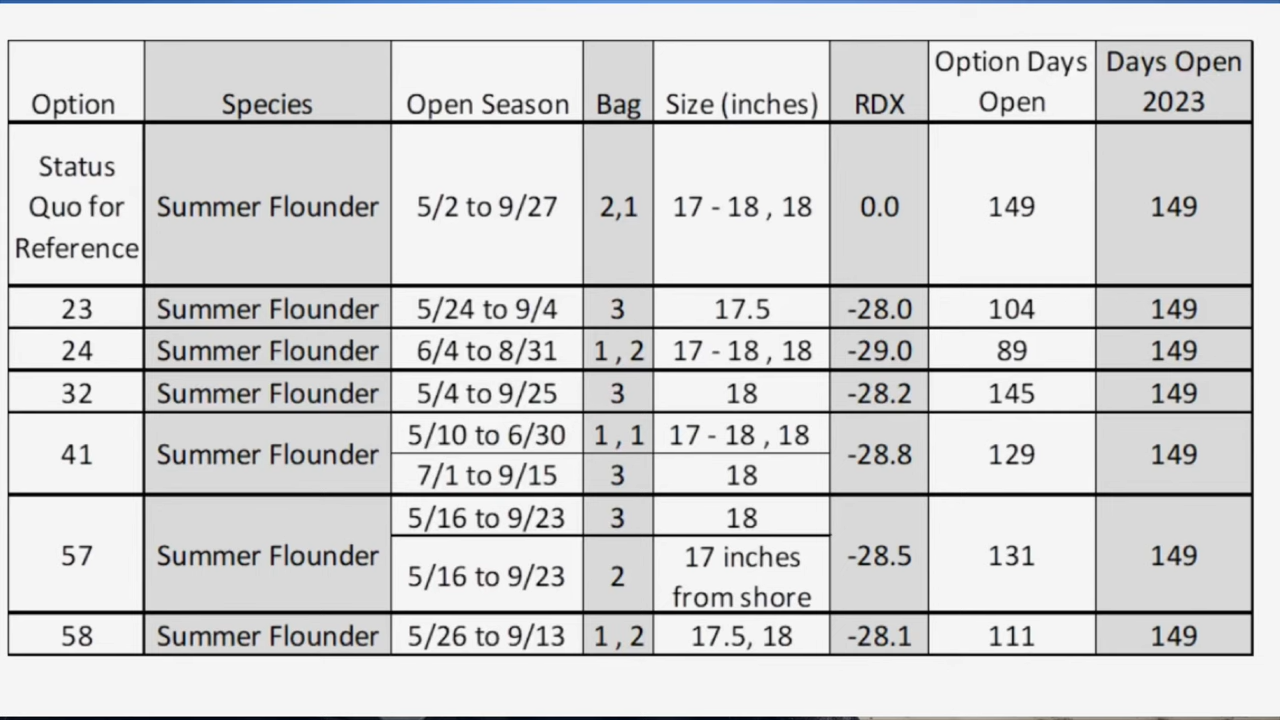 Option Species Open Season Bag Size (inches) RDX Option Days Open Days Open 2023
Status Quo for Reference Summer Flounder 5/2 to 9/27 2,1 17 - 18 , 18 0.0 149 149
23 Summer Flounder 5/24 to 9/4 3 17.5 -28.0 104 149
24 Summer Flounder 6/4 to 8/31 1 , 2 17 - 18 , 18 -29.0 89 149
32 Summer Flounder 5/4 to 9/25 3 18 -28.2 145 149
41 Summer Flounder 5/10 to 6/30 1 , 1 17 - 18 , 18 -28.8 129 149
7/1 to 9/15 3 18
57 Summer Flounder 5/16 to 9/23 3 18 -28.5 131 149
5/16 to 9/23 2 17 inches from shore
58 Summer Flounder 5/26 to 9/13 1 , 2 17.5, 18 -28.1 111 149